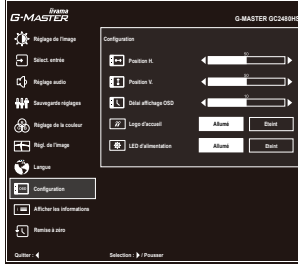 iiyama
G-MASTER
G-MASTER GC2480HS
Réglage de l'image
Sélect. entrée
Réglage audio
Sauvegarde réglages
Réglage de la couleur
Régl. de l'image
Langue
OSD
Configuration
Afficher les informations
Remise à zéro
Configuration
Position H.
50
Position V.
50
Délai affichage OSD
50
Logo d'accueil
Allumé
Eteint
LED d'alimentation
Allumé
Eteint
Quitter :
Selection : / Pousser